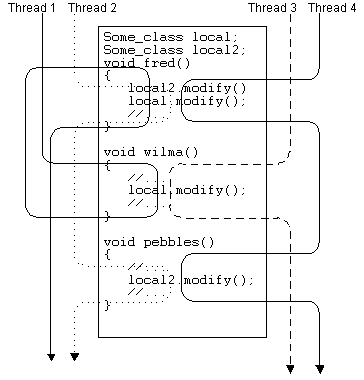 Thread 1 Thread 2 Thread 3 Thread 4
Some_class local;
Some_class local2;
void fred()
{
local2.modify()
local.modify();
//...
}
void wilma()
{
//...
local.modify();
//...
}
void pebbles()
{
//...
local2.modify();
//...
}